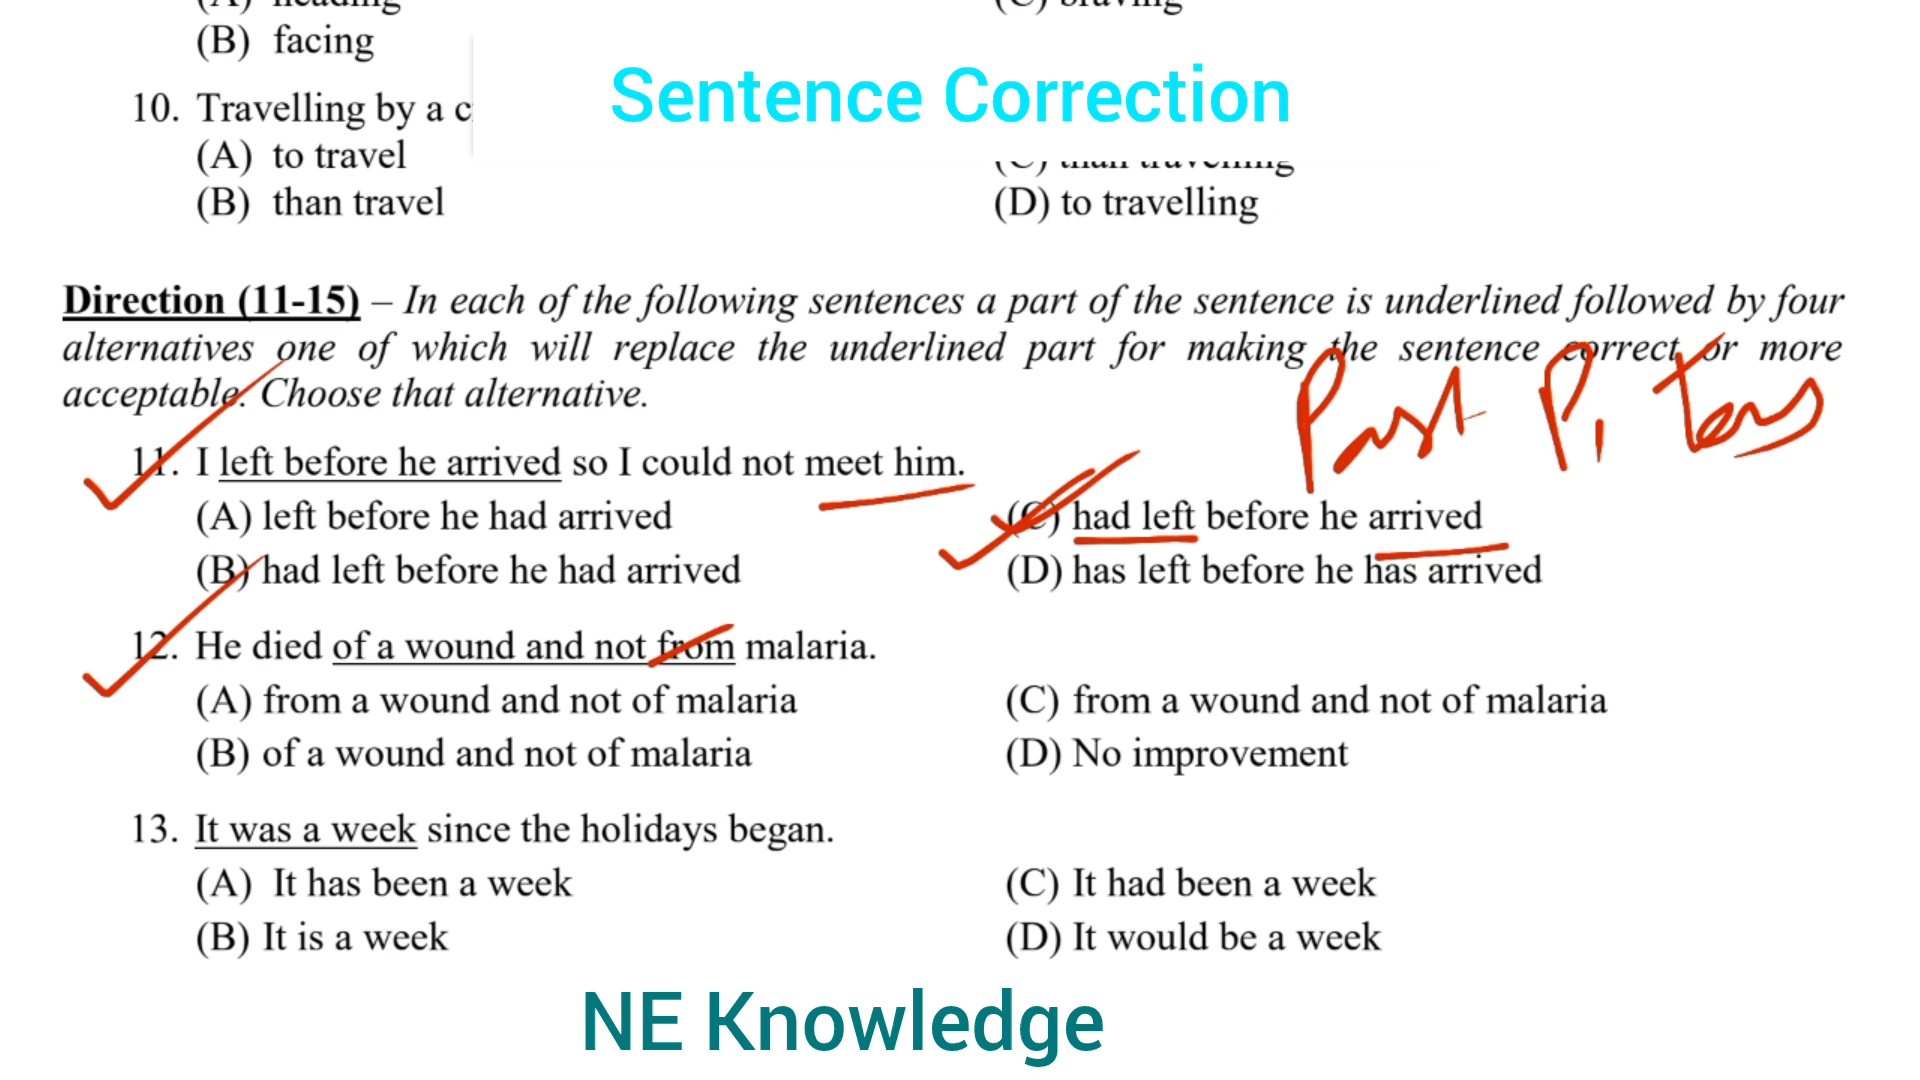 (B) facing
Sentence Correction
10. Travelling by a c
(A) to travel
(C) than travelling
(B) than travel
(D) to travelling
Direction (11-15) – In each of the following sentences a part of the sentence is underlined followed by four
alternatives one of which will replace the underlined part for making the sentence correct or more
acceptable. Choose that alternative.
Past P. tens
11. I left before he arrived so I could not meet him.
(A) left before he had arrived
(C) had left before he arrived
(B) had left before he had arrived
(D) has left before he has arrived
12. He died of a wound and not from malaria.
(A) from a wound and not of malaria
(C) from a wound and not of malaria
(B) of a wound and not of malaria
(D) No improvement
13. It was a week since the holidays began.
(A) It has been a week
(C) It had been a week
(B) It is a week
(D) It would be a week
NE Knowledge